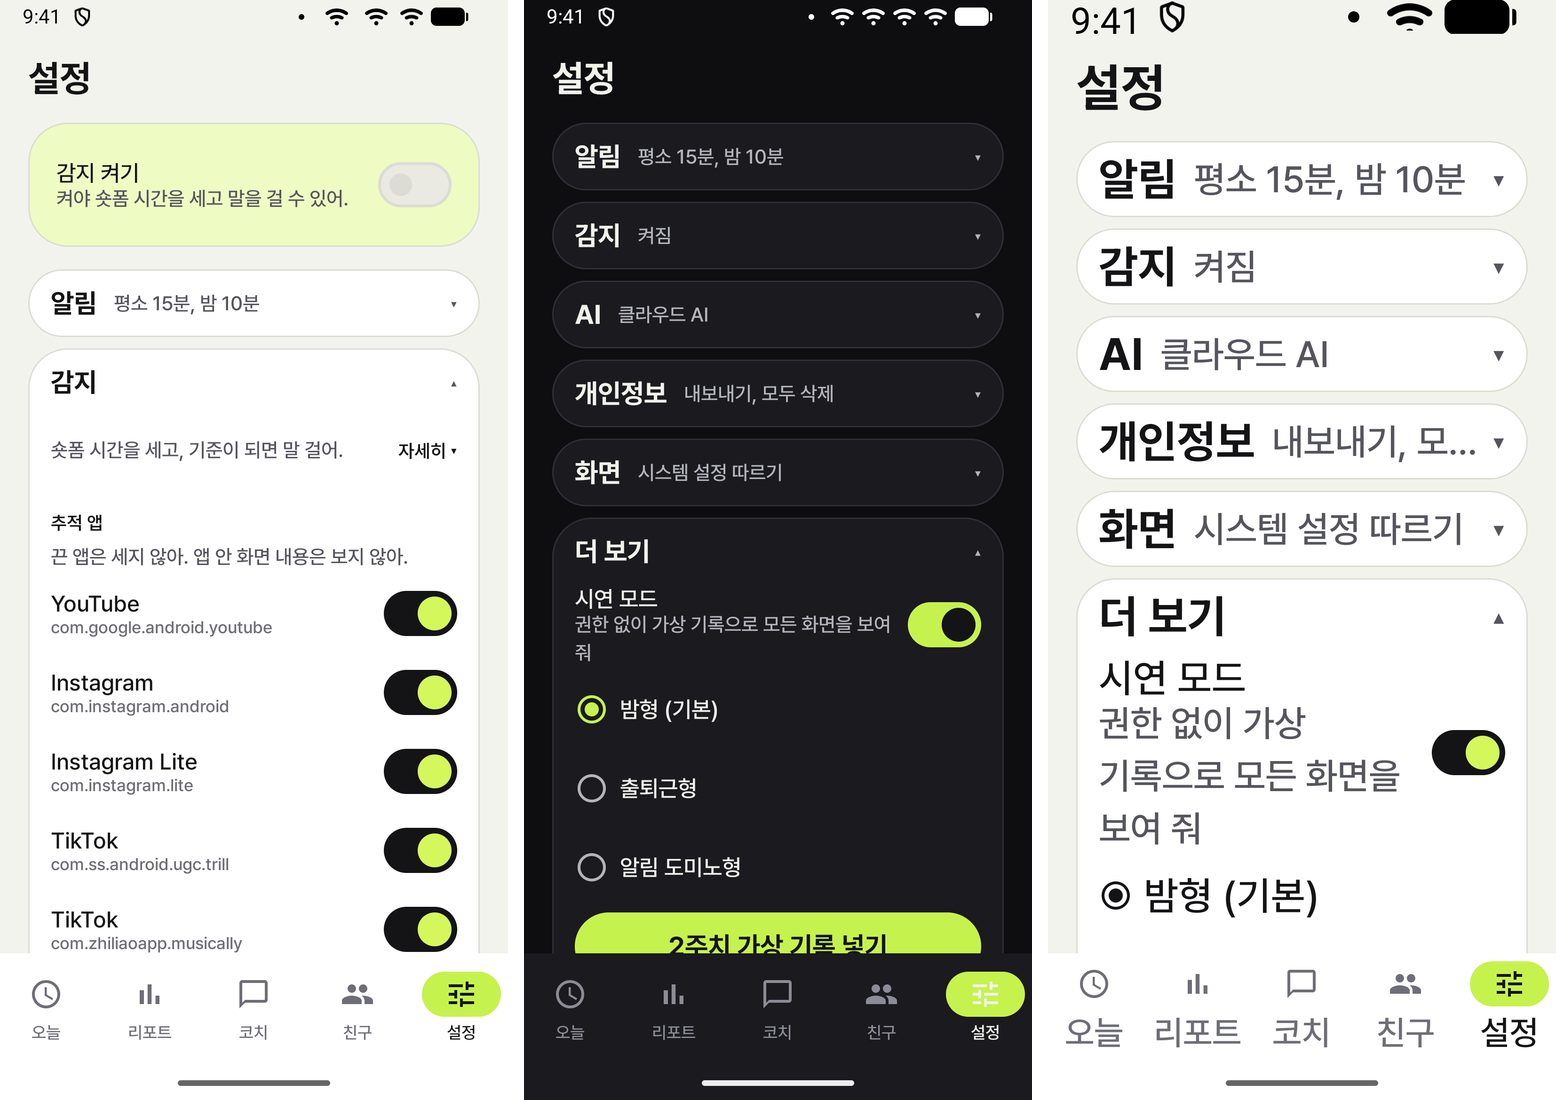 9:41
설정
감지 켜기
켜야 숏폼 시간을 세고 말을 걸 수 있어.
알림 평소 15분, 밤 10분
감지
숏폼 시간을 세고, 기준이 되면 말 걸어. 자세히
추적 앱
끈 앱은 세지 않아. 앱 안 화면 내용은 보지 않아.
YouTube
com.google.android.youtube
Instagram
com.instagram.android
Instagram Lite
com.instagram.lite
TikTok
com.ss.android.ugc.trill
TikTok
com.zhiliaoapp.musically
오늘 리포트 코치 친구 설정
9:41
설정
알림 평소 15분, 밤 10분
감지 켜짐
AI 클라우드 AI
개인정보 내보내기, 모두 삭제
화면 시스템 설정 따르기
더 보기
시연 모드
권한 없이 가상 기록으로 모든 화면을 보여
줘
밤형 (기본)
출퇴근형
알림 도미노형
2주치 가상 기록 넣기
오늘 리포트 코치 친구 설정
9:41
설정
알림 평소 15분, 밤 10분
감지 켜짐
AI 클라우드 AI
개인정보 내보내기, 모...
화면 시스템 설정 따르기
더 보기
시연 모드
권한 없이 가상
기록으로 모든 화면을
보여 줘
밤형 (기본)
오늘 리포트 코치 친구 설정